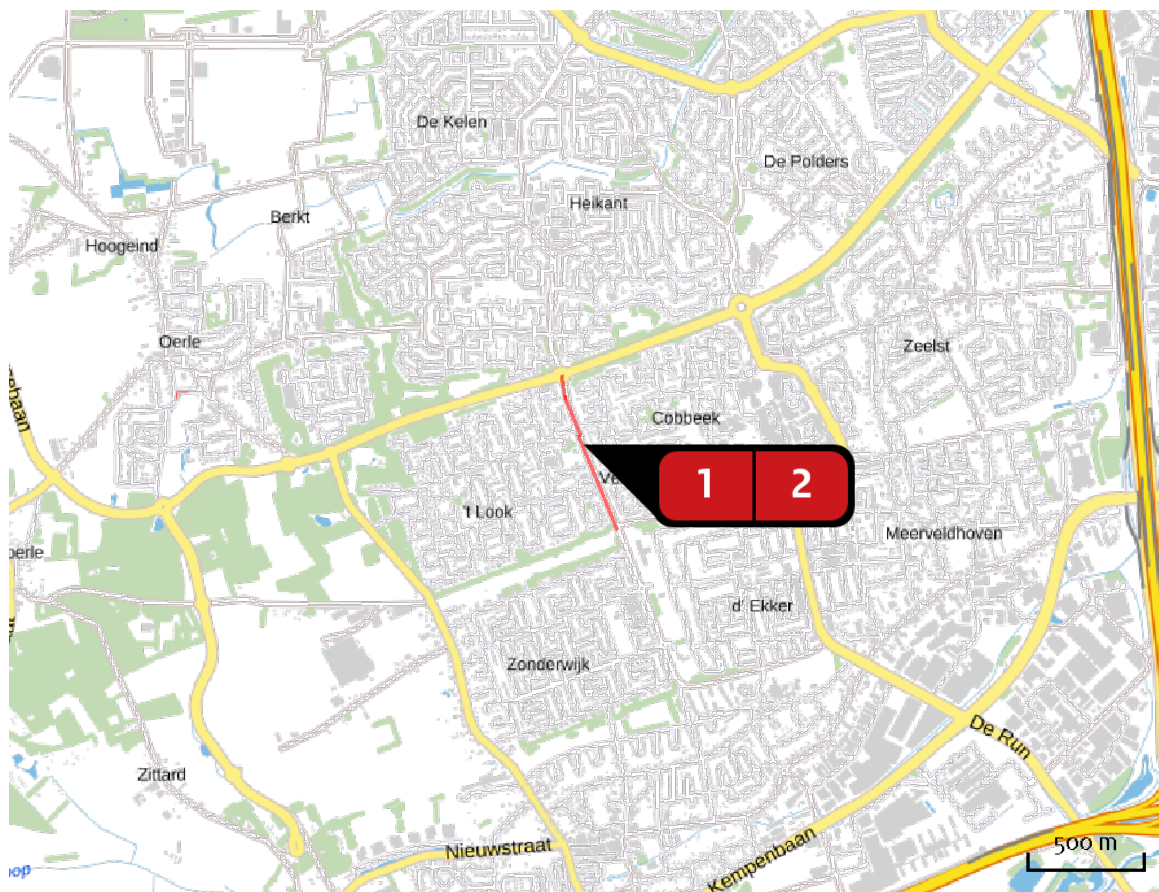 De Kelen
De Polders
Heikant
Berkt
Hoogeind
Oerle
Zeelst
Cobbeek
1 2
't Look
Meerveldhoven
d' Ekker
Zonderwijk
De Run
Zittard
500 m
Nieuwstraat
Kempenbaan